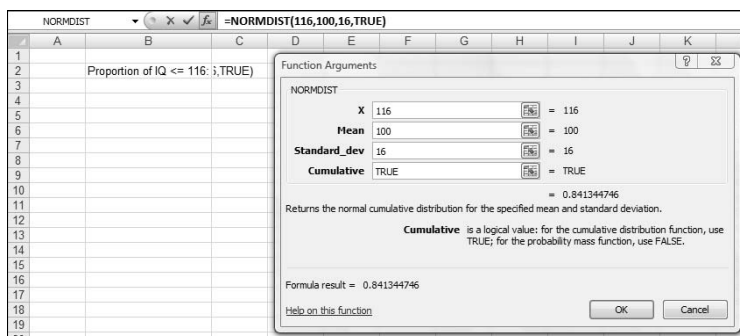 NORMDIST fx =NORMDIST(116,100,16,TRUE)
A B C D E F G H I J K
1
2 Proportion of IQ <= 116: 6,TRUE)
3
4
5
6
7
8
9
10
11
12
13
14
15
16
17
18
19
Function Arguments
NORMDIST
X 116 = 116
Mean 100 = 100
Standard_dev 16 = 16
Cumulative TRUE = TRUE
= 0.841344746
Returns the normal cumulative distribution for the specified mean and standard deviation.
Cumulative is a logical value: for the cumulative distribution function, use
TRUE; for the probability mass function, use FALSE.
Formula result = 0.841344746
Help on this function OK Cancel